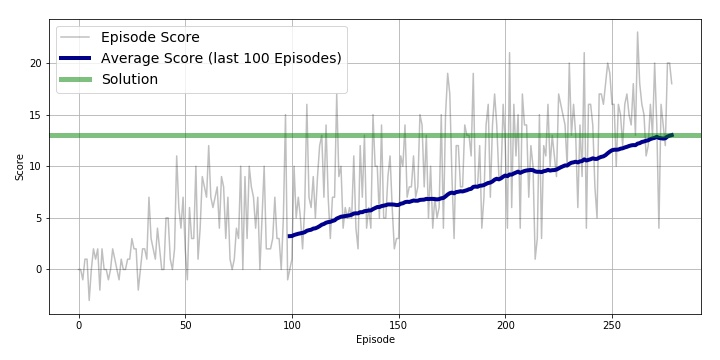 Episode Score
Average Score (last 100 Episodes)
Solution
20
15
10
5
0
Score
0 50 100 150 200 250
Episode